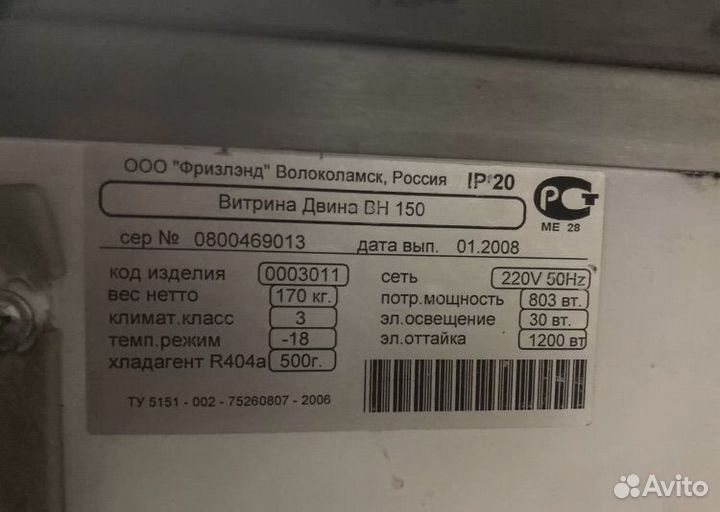 ООО "Фризлэнд" Волоколамск, Россия IP 20
Витрина Двина ВН 150
РСТ
МЕ 28
сер № 0800469013 дата вып. 01.2008
код изделия 0003011 сеть 220V 50Hz
вес нетто 170 кг. потр.мощность 803 вт.
климат.класс 3 эл.освещение 30 вт.
темп.режим -18 эл.оттайка 1200 вт
хладагент R404a 500г.
ТУ 5151 - 002 - 75260807 - 2006
Avito